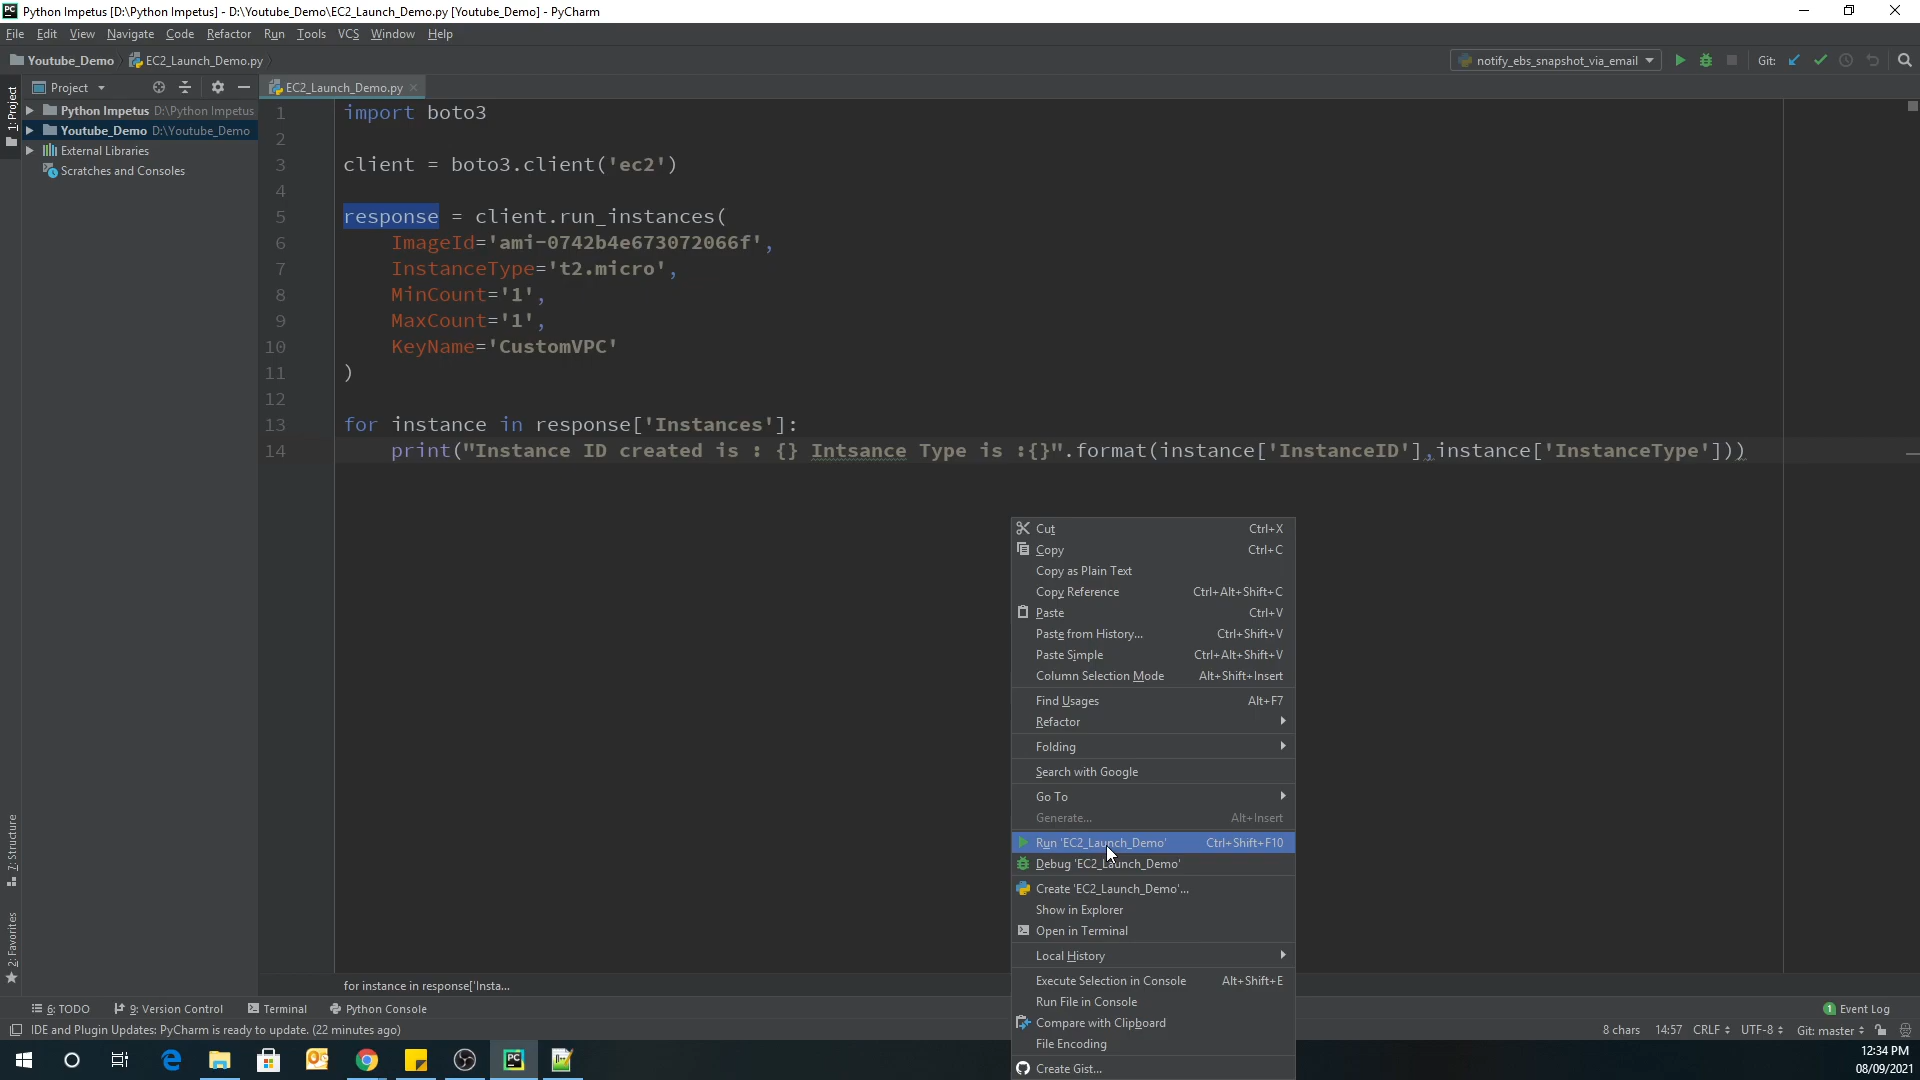 Python Impetus [D:\Python Impetus] - D:\Youtube_Demo\EC2_Launch_Demo.py [Youtube_Demo] - PyCharm
File Edit View Navigate Code Refactor Run Tools VCS Window Help
Youtube_Demo EC2_Launch_Demo.py notify_ebs_snapshot_via_email Git:
Project EC2_Launch_Demo.py
1: Project
Python Impetus D:\Python Impetus
Youtube_Demo D:\Youtube_Demo
External Libraries
Scratches and Consoles
1 import boto3
2
3 client = boto3.client('ec2')
4
5 response = client.run_instances(
6 ImageId='ami-0742b4e673072066f',
7 InstanceType='t2.micro',
8 MinCount='1',
9 MaxCount='1',
10 KeyName='CustomVPC'
11 )
12
13 for instance in response['Instances']:
14 print("Instance ID created is : {} Intsance Type is :{}".format(instance['InstanceID'],instance['InstanceType']))
Cut Ctrl+X
Copy Ctrl+C
Copy as Plain Text
Copy Reference Ctrl+Alt+Shift+C
Paste Ctrl+V
Paste from History... Ctrl+Shift+V
Paste Simple Ctrl+Alt+Shift+V
Column Selection Mode Alt+Shift+Insert
Find Usages Alt+F7
Refactor
Folding
Search with Google
Go To
Generate... Alt+Insert
Run 'EC2_Launch_Demo' Ctrl+Shift+F10
Debug 'EC2_Launch_Demo'
Create 'EC2_Launch_Demo'...
Show in Explorer
Open in Terminal
Local History
Execute Selection in Console Alt+Shift+E
Run File in Console
Compare with Clipboard
File Encoding
Create Gist...
7: Structure
2: Favorites
for instance in response['Insta...
6: TODO 9: Version Control Terminal Python Console 1 Event Log
IDE and Plugin Updates: PyCharm is ready to update. (22 minutes ago) 8 chars 14:57 CRLF UTF-8 Git: master
12:34 PM
08/09/2021